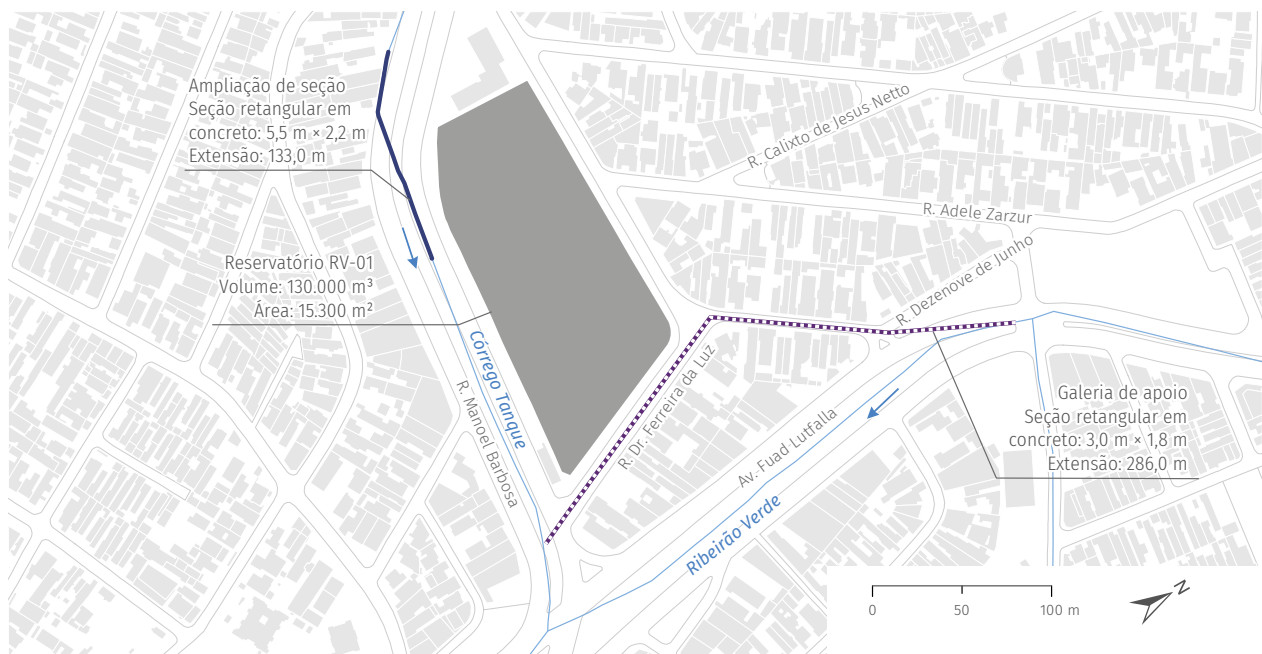 Ampliação de seção
Seção retangular em
concreto: 5,5 m × 2,2 m
Extensão: 133,0 m
R. Calixto de Jesus Netto
R. Adele Zarzur
R. Dezenove de Junho
Reservatório RV-01
Volume: 130.000 m³
Área: 15.300 m²
Córrego Tanque
R. Manoel Barbosa
R. Dr. Ferreira da Luz
Av. Fuad Lutfalla
Ribeirão Verde
Galeria de apoio
Seção retangular em
concreto: 3,0 m × 1,8 m
Extensão: 286,0 m
0 50 100 m
N